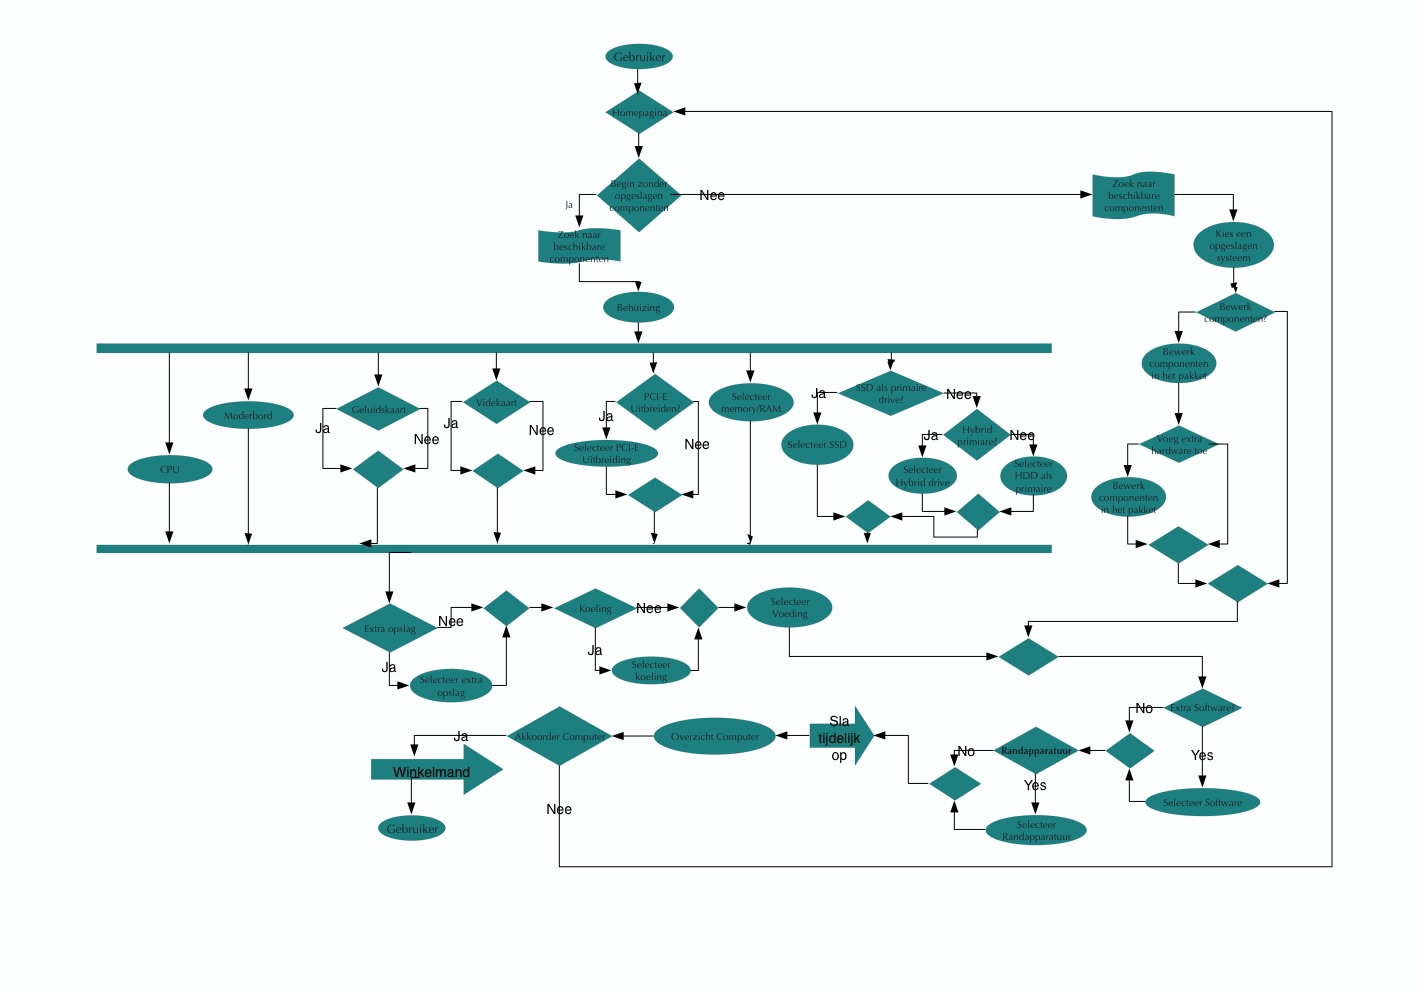 Gebruiker
Homepagina
Begin zonder
opgeslagen
componenten
Nee
Ja
Zoek naar
beschikbare
componenten
Zoek naar
beschikbare
componenten
Kies een
opgeslagen
systeem
Behuizing
Bewerk
componenten?
Bewerk
componenten
in het pakket
Voeg extra
hardware toe
Bewerk
componenten
in het pakket
CPU
Moderbord
Geluidskaart
Ja
Nee
Videkaart
Ja
Nee
PCI-E
Uitbreiden?
Ja
Nee
Selecteer PCI-E
Uitbreiding
Selecteer
memory/RAM
SSD als primaire
drive?
Ja
Nee
Selecteer SSD
Hybrid
primiare?
Ja
Nee
Selecteer
Hybrid drive
Selecteer
HDD als
primaire
Extra opslag
Nee
Ja
Selecteer extra
opslag
Koeling
Nee
Ja
Selecteer
koeling
Selecteer
Voeding
Extra Software?
No
Yes
Selecteer Software
Randapparatuur
No
Yes
Selecteer
Randapparatuur
Sla
tijdelijk
op
Overzicht Computer
Akkoorder Computer
Ja
Nee
Winkelmand
Gebruiker